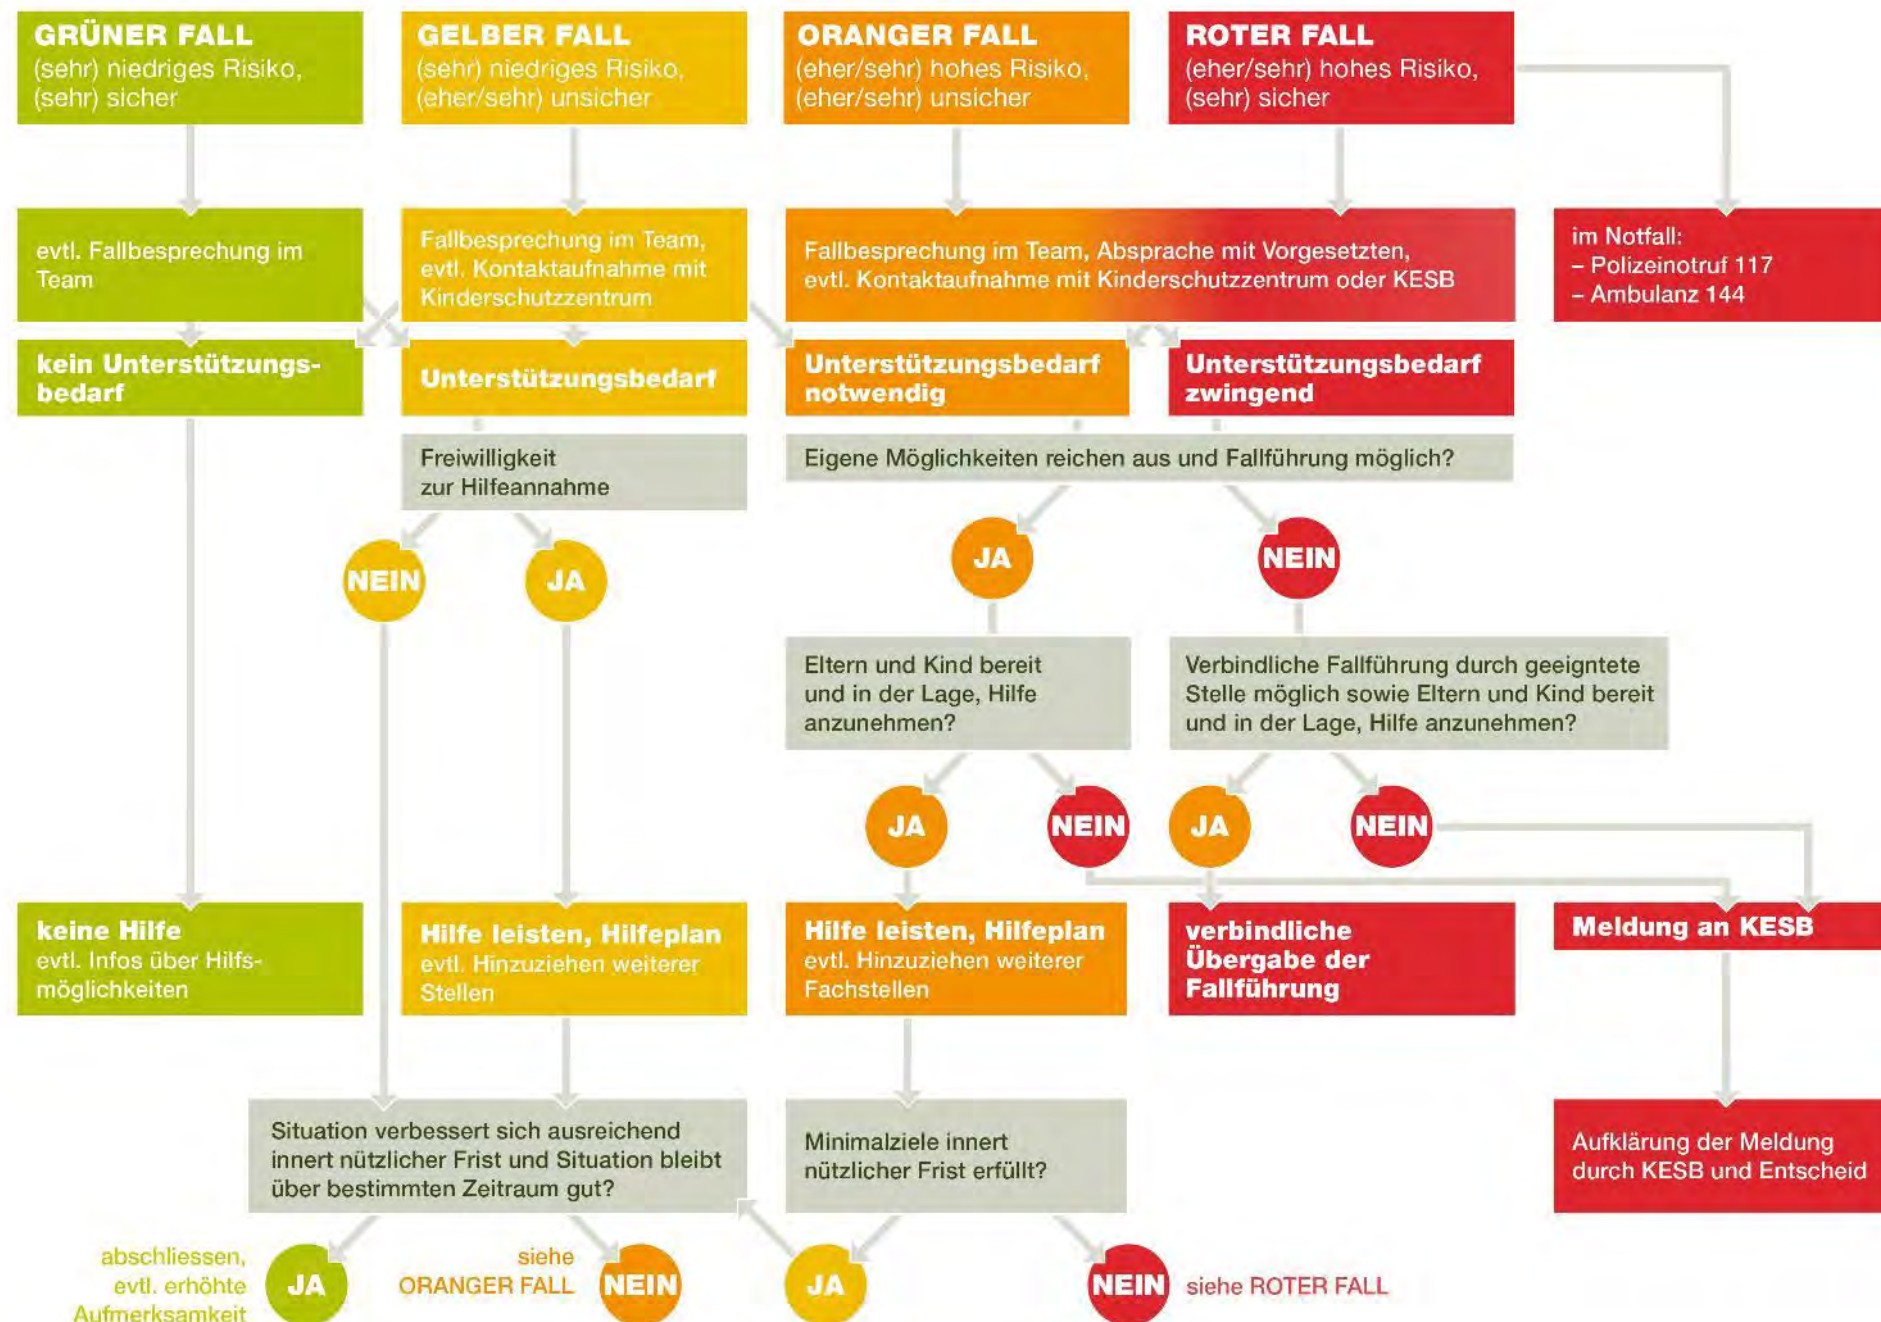 GRÜNER FALL
(sehr) niedriges Risiko,
(sehr) sicher
GELBER FALL
(sehr) niedriges Risiko,
(eher/sehr) unsicher
ORANGER FALL
(eher/sehr) hohes Risiko,
(eher/sehr) unsicher
ROTER FALL
(eher/sehr) hohes Risiko,
(sehr) sicher
evtl. Fallbesprechung im
Team
Fallbesprechung im Team,
evtl. Kontaktaufnahme mit
Kinderschutzzentrum
Fallbesprechung im Team, Absprache mit Vorgesetzten,
evtl. Kontaktaufnahme mit Kinderschutzzentrum oder KESB
im Notfall:
– Polizeinotruf 117
– Ambulanz 144
kein Unterstützungs-
bedarf
Unterstützungsbedarf
Unterstützungsbedarf
notwendig
Unterstützungsbedarf
zwingend
Freiwilligkeit
zur Hilfeannahme
Eigene Möglichkeiten reichen aus und Fallführung möglich?
NEIN
JA
JA
NEIN
Eltern und Kind bereit
und in der Lage, Hilfe
anzunehmen?
Verbindliche Fallführung durch geeigntete
Stelle möglich sowie Eltern und Kind bereit
und in der Lage, Hilfe anzunehmen?
JA
NEIN
JA
NEIN
keine Hilfe
evtl. Infos über Hilfs-
möglichkeiten
Hilfe leisten, Hilfeplan
evtl. Hinzuziehen weiterer
Stellen
Hilfe leisten, Hilfeplan
evtl. Hinzuziehen weiterer
Fachstellen
verbindliche
Übergabe der
Fallführung
Meldung an KESB
Situation verbessert sich ausreichend
innert nützlicher Frist und Situation bleibt
über bestimmten Zeitraum gut?
Minimalziele innert
nützlicher Frist erfüllt?
Aufklärung der Meldung
durch KESB und Entscheid
abschliessen,
evtl. erhöhte
Aufmerksamkeit
JA
siehe
ORANGER FALL
NEIN
JA
NEIN
siehe ROTER FALL